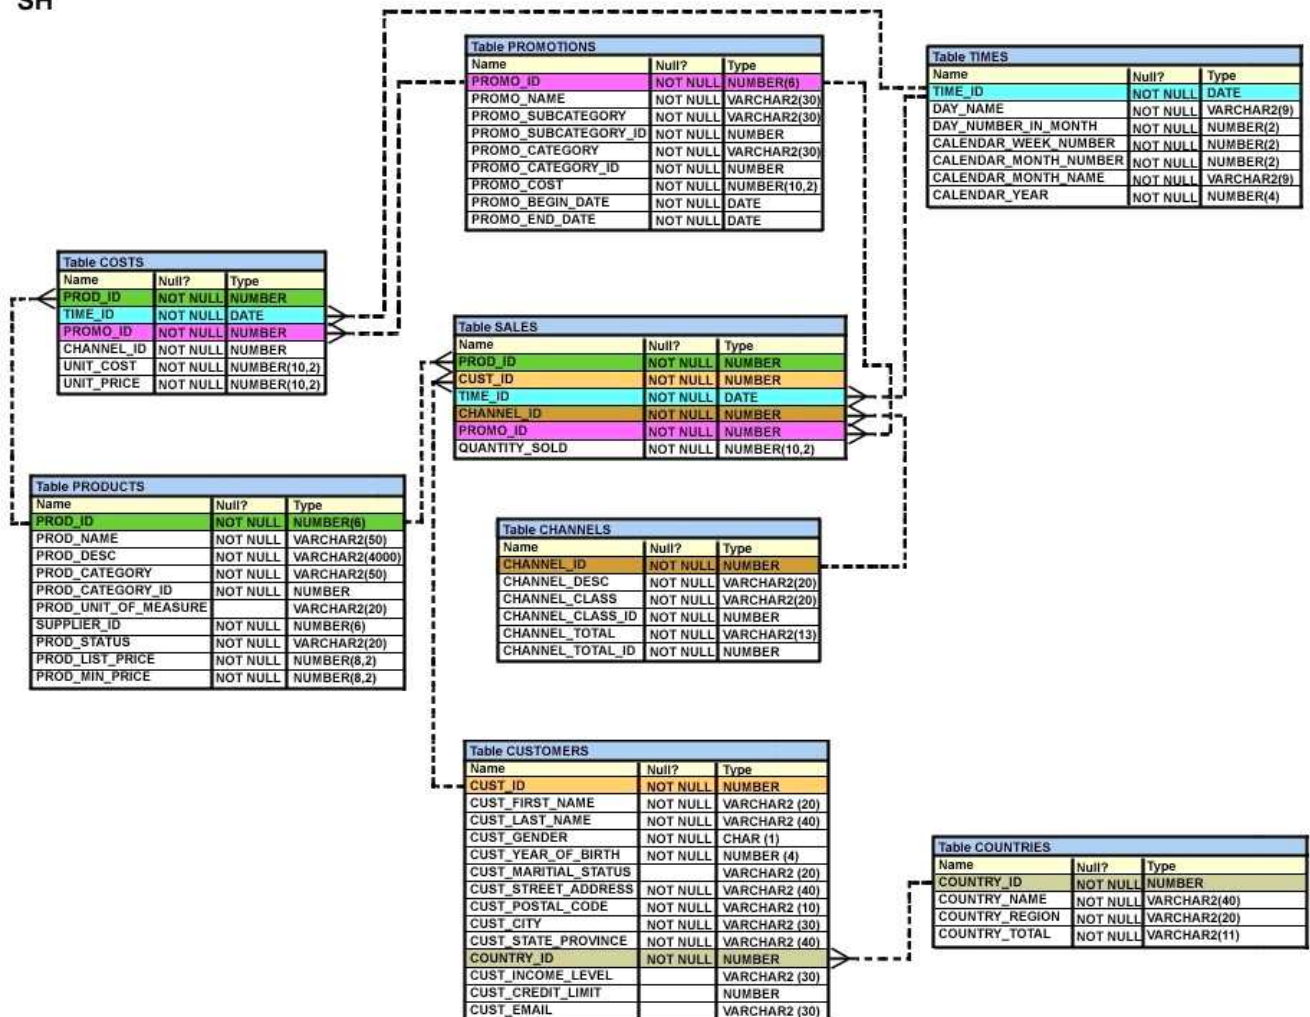 SH
Table PROMOTIONS
Name Null? Type
PROMO_ID NOT NULL NUMBER(6)
PROMO_NAME NOT NULL VARCHAR2(30)
PROMO_SUBCATEGORY NOT NULL VARCHAR2(30)
PROMO_SUBCATEGORY_ID NOT NULL NUMBER
PROMO_CATEGORY NOT NULL VARCHAR2(30)
PROMO_CATEGORY_ID NOT NULL NUMBER
PROMO_COST NOT NULL NUMBER(10,2)
PROMO_BEGIN_DATE NOT NULL DATE
PROMO_END_DATE NOT NULL DATE
Table TIMES
Name Null? Type
TIME_ID NOT NULL DATE
DAY_NAME NOT NULL VARCHAR2(9)
DAY_NUMBER_IN_MONTH NOT NULL NUMBER(2)
CALENDAR_WEEK_NUMBER NOT NULL NUMBER(2)
CALENDAR_MONTH_NUMBER NOT NULL NUMBER(2)
CALENDAR_MONTH_NAME NOT NULL VARCHAR2(9)
CALENDAR_YEAR NOT NULL NUMBER(4)
Table COSTS
Name Null? Type
PROD_ID NOT NULL NUMBER
TIME_ID NOT NULL DATE
PROMO_ID NOT NULL NUMBER
CHANNEL_ID NOT NULL NUMBER
UNIT_COST NOT NULL NUMBER(10,2)
UNIT_PRICE NOT NULL NUMBER(10,2)
Table SALES
Name Null? Type
PROD_ID NOT NULL NUMBER
CUST_ID NOT NULL NUMBER
TIME_ID NOT NULL DATE
CHANNEL_ID NOT NULL NUMBER
PROMO_ID NOT NULL NUMBER
QUANTITY_SOLD NOT NULL NUMBER(10,2)
Table PRODUCTS
Name Null? Type
PROD_ID NOT NULL NUMBER(6)
PROD_NAME NOT NULL VARCHAR2(50)
PROD_DESC NOT NULL VARCHAR2(4000)
PROD_CATEGORY NOT NULL VARCHAR2(50)
PROD_CATEGORY_ID NOT NULL NUMBER
PROD_UNIT_OF_MEASURE VARCHAR2(20)
SUPPLIER_ID NOT NULL NUMBER(6)
PROD_STATUS NOT NULL VARCHAR2(20)
PROD_LIST_PRICE NOT NULL NUMBER(8,2)
PROD_MIN_PRICE NOT NULL NUMBER(8,2)
Table CHANNELS
Name Null? Type
CHANNEL_ID NOT NULL NUMBER
CHANNEL_DESC NOT NULL VARCHAR2(20)
CHANNEL_CLASS NOT NULL VARCHAR2(20)
CHANNEL_CLASS_ID NOT NULL NUMBER
CHANNEL_TOTAL NOT NULL VARCHAR2(13)
CHANNEL_TOTAL_ID NOT NULL NUMBER
Table CUSTOMERS
Name Null? Type
CUST_ID NOT NULL NUMBER
CUST_FIRST_NAME NOT NULL VARCHAR2 (20)
CUST_LAST_NAME NOT NULL VARCHAR2 (40)
CUST_GENDER NOT NULL CHAR (1)
CUST_YEAR_OF_BIRTH NOT NULL NUMBER (4)
CUST_MARITIAL_STATUS VARCHAR2 (20)
CUST_STREET_ADDRESS NOT NULL VARCHAR2 (40)
CUST_POSTAL_CODE NOT NULL VARCHAR2 (10)
CUST_CITY NOT NULL VARCHAR2 (30)
CUST_STATE_PROVINCE NOT NULL VARCHAR2 (40)
COUNTRY_ID NOT NULL NUMBER
CUST_INCOME_LEVEL VARCHAR2 (30)
CUST_CREDIT_LIMIT NUMBER
CUST_EMAIL VARCHAR2 (30)
Table COUNTRIES
Name Null? Type
COUNTRY_ID NOT NULL NUMBER
COUNTRY_NAME NOT NULL VARCHAR2(40)
COUNTRY_REGION NOT NULL VARCHAR2(20)
COUNTRY_TOTAL NOT NULL VARCHAR2(11)